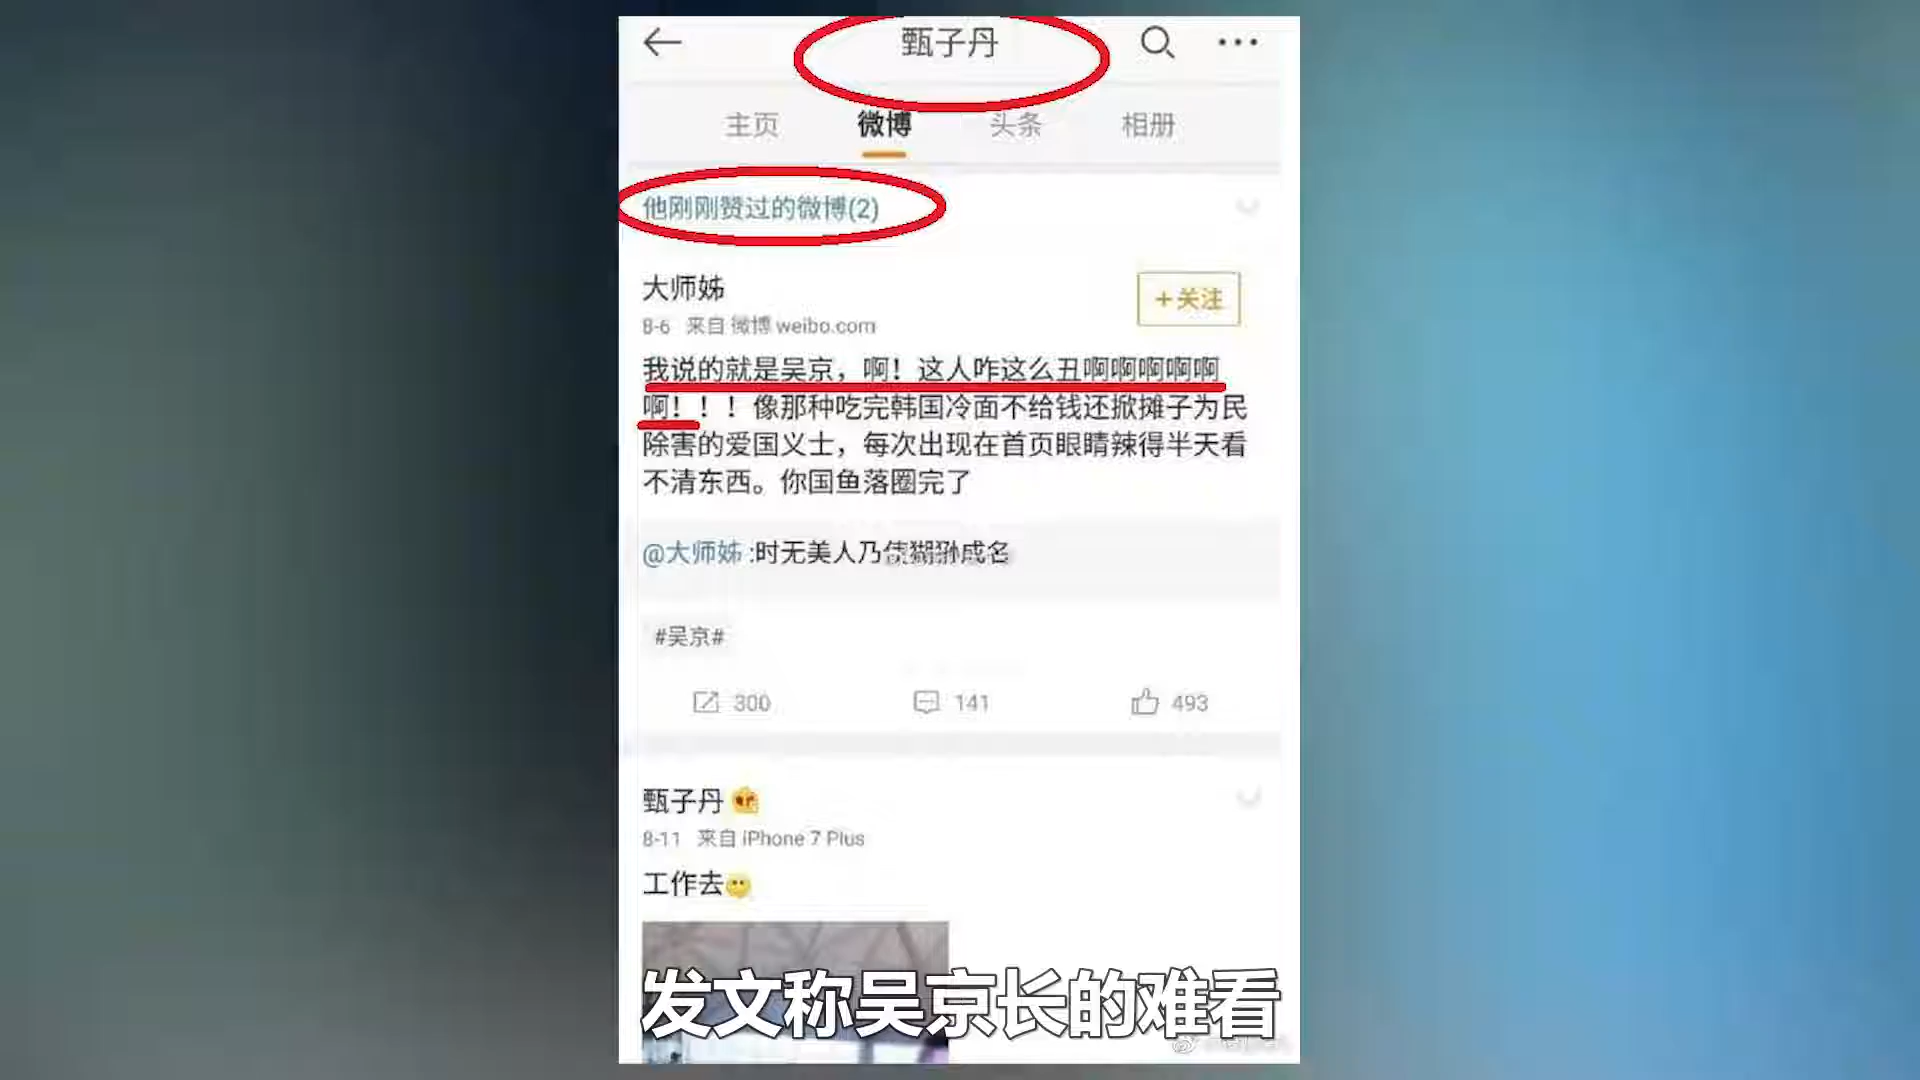 甄子丹
主页 微博 头条 相册
他刚刚赞过的微博(2)
大师姊
+关注
8-6 来自 微博 weibo.com
我说的就是吴京，啊！这人咋这么丑啊啊啊啊啊
啊！！！像那种吃完韩国冷面不给钱还掀摊子为民
除害的爱国义士，每次出现在首页眼睛辣得半天看
不清东西。你国鱼落圈完了
@大师姊:时无美人乃使猢狲成名
#吴京#
300 141 493
甄子丹
8-11 来自 iPhone 7 Plus
工作去
发文称吴京长的难看